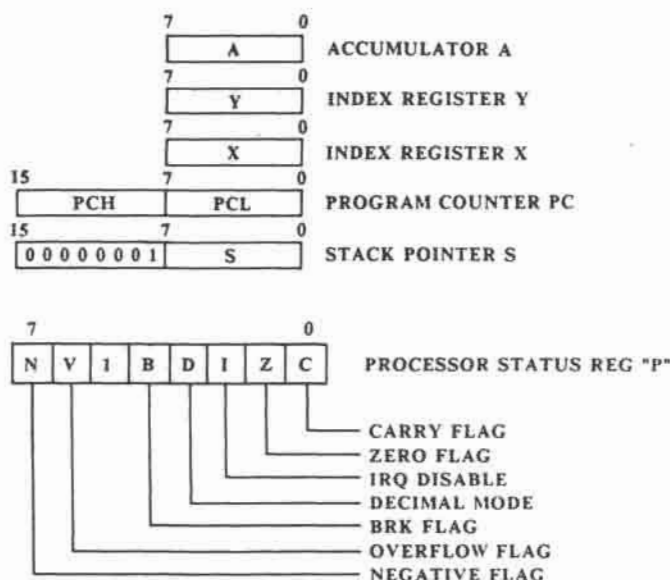 7 0
A ACCUMULATOR A
7 0
Y INDEX REGISTER Y
7 0
X INDEX REGISTER X
15 7 0
PCH PCL PROGRAM COUNTER PC
15 7 0
0 0 0 0 0 0 0 1 S STACK POINTER S
7 0
N V 1 B D I Z C PROCESSOR STATUS REG "P"
CARRY FLAG
ZERO FLAG
IRQ DISABLE
DECIMAL MODE
BRK FLAG
OVERFLOW FLAG
NEGATIVE FLAG